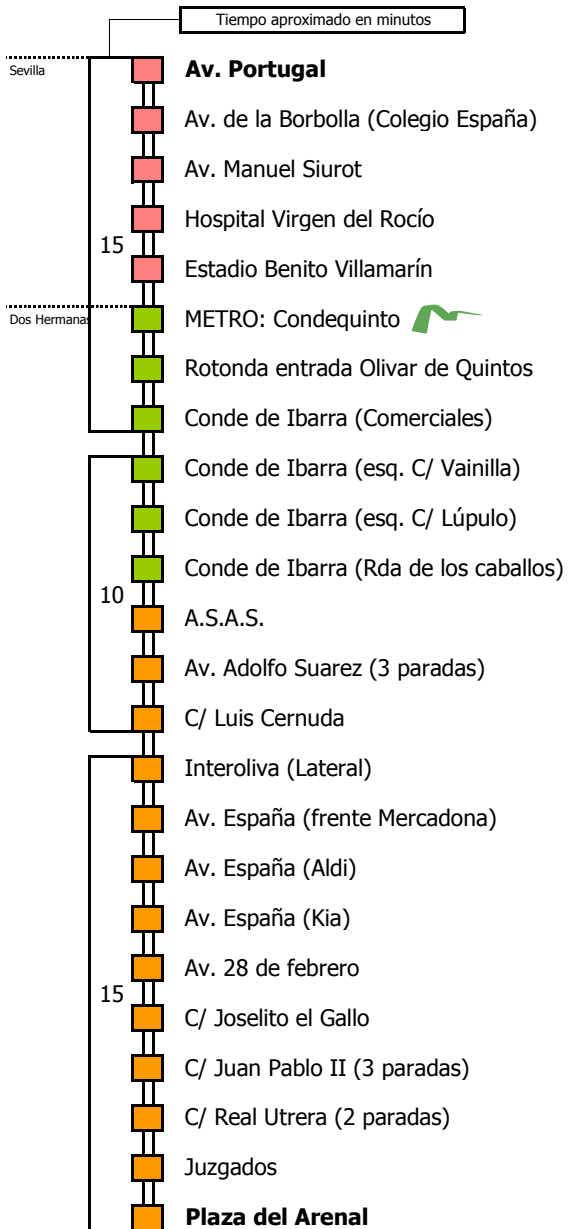 Tiempo aproximado en minutos
Sevilla
Av. Portugal
Av. de la Borbolla (Colegio España)
Av. Manuel Siurot
Hospital Virgen del Rocío
15
Estadio Benito Villamarín
Dos Hermanas
METRO: Condequinto
Rotonda entrada Olivar de Quintos
Conde de Ibarra (Comerciales)
Conde de Ibarra (esq. C/ Vainilla)
Conde de Ibarra (esq. C/ Lúpulo)
Conde de Ibarra (Rda de los caballos)
10
A.S.A.S.
Av. Adolfo Suarez (3 paradas)
C/ Luis Cernuda
Interoliva (Lateral)
Av. España (frente Mercadona)
Av. España (Aldi)
Av. España (Kia)
Av. 28 de febrero
15
C/ Joselito el Gallo
C/ Juan Pablo II (3 paradas)
C/ Real Utrera (2 paradas)
Juzgados
Plaza del Arenal